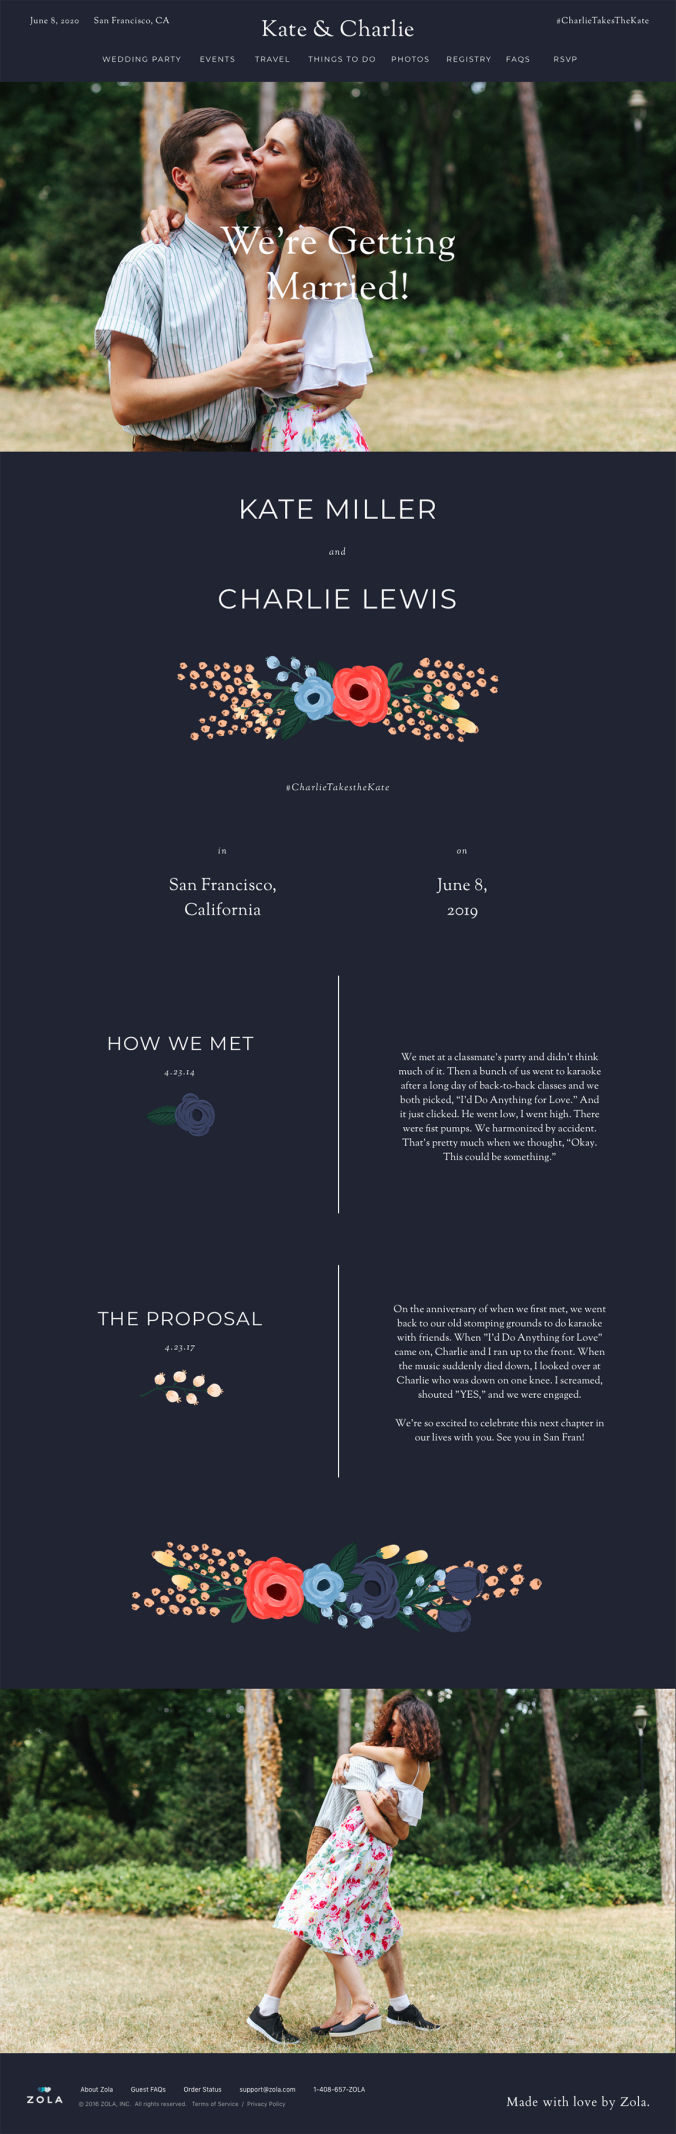 June 8, 2020 San Francisco, CA
Kate & Charlie
#CharlieTakesTheKate
WEDDING PARTY EVENTS TRAVEL THINGS TO DO PHOTOS REGISTRY FAQS RSVP
We're Getting
Married!
KATE MILLER
and
CHARLIE LEWIS
#CharlieTakestheKate
in
San Francisco,
California
on
June 8,
2019
HOW WE MET
4.23.14
We met at a classmate's party and didn't think
much of it. Then a bunch of us went to karaoke
after a long day of back-to-back classes and we
both picked, “I'd Do Anything for Love.” And
it just clicked. He went low, I went high. There
were fist pumps. We harmonized by accident.
That's pretty much when we thought, “Okay.
This could be something.”
THE PROPOSAL
4.23.17
On the anniversary of when we first met, we went
back to our old stomping grounds to do karaoke
with friends. When "I'd Do Anything for Love"
came on, Charlie and I ran up to the front. When
the music suddenly died down, I looked over at
Charlie who was down on one knee. I screamed,
shouted "YES," and we were engaged.
We're so excited to celebrate this next chapter in
our lives with you. See you in San Fran!
ZOLA
About Zola Guest FAQs Order Status support@zola.com 1-408-657-ZOLA
© 2016 ZOLA, INC. All rights reserved. Terms of Service / Privacy Policy
Made with love by Zola.